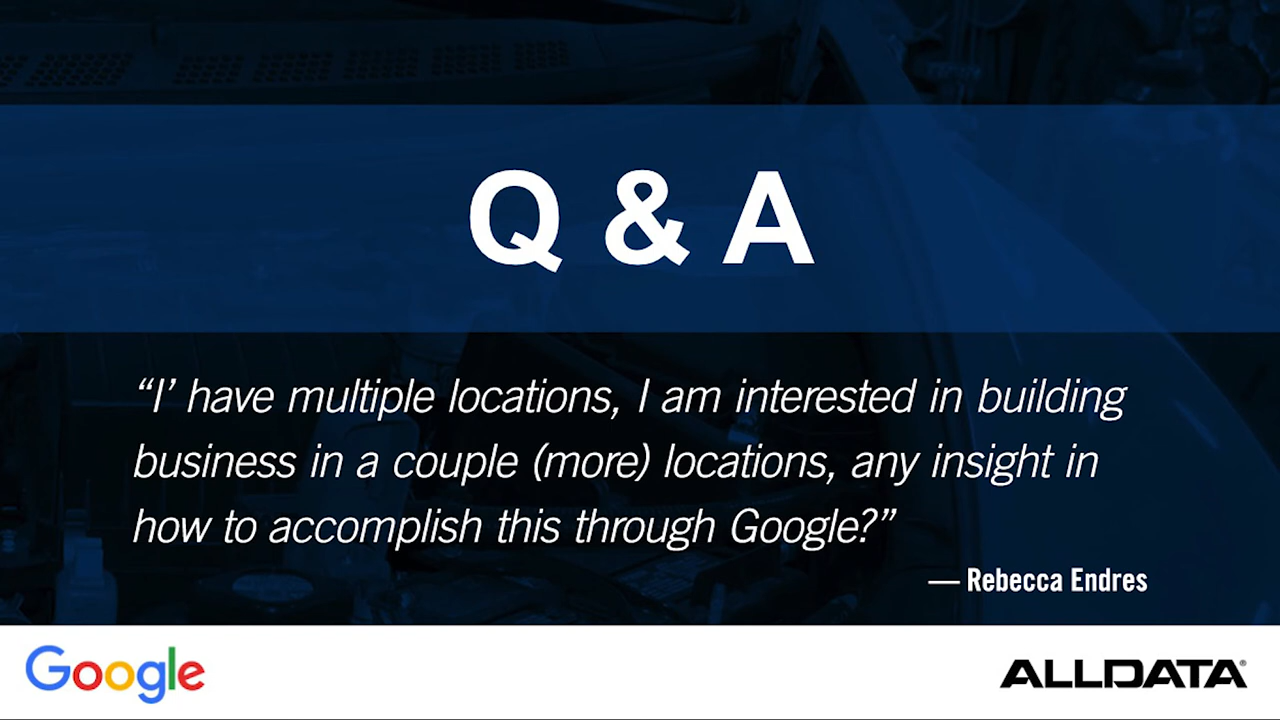 Q & A
“I’ have multiple locations, I am interested in building
business in a couple (more) locations, any insight in
how to accomplish this through Google?”
— Rebecca Endres
Google
ALLDATA®